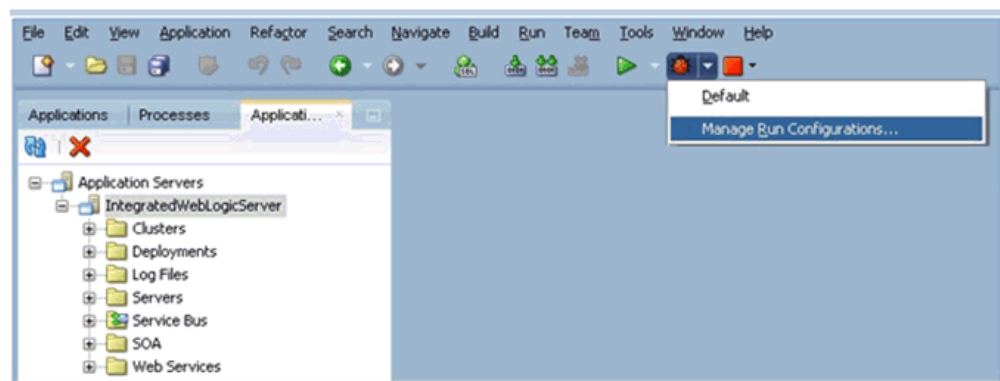 File Edit View Application Refactor Search Navigate Build Run Team Tools Window Help
Default
Manage Run Configurations...
Applications Processes Applicati...
Application Servers
IntegratedWebLogicServer
Clusters
Deployments
Log Files
Servers
Service Bus
SOA
Web Services